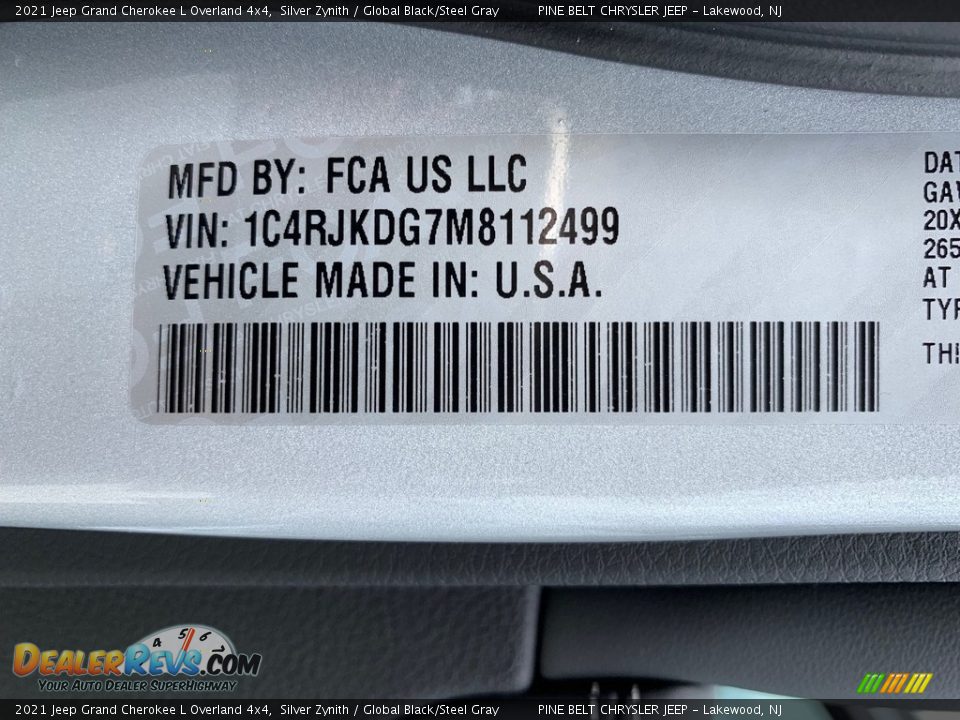 2021 Jeep Grand Cherokee L Overland 4x4, Silver Zynith / Global Black/Steel Gray PINE BELT CHRYSLER JEEP – Lakewood, NJ
MFD BY: FCA US LLC
VIN: 1C4RJKDG7M8112499
VEHICLE MADE IN: U.S.A.
DAT
GAV
20X
265
AT
TYP
THI
4 5 6
DEALERREVS.COM
YOUR AUTO DEALER SUPERHIGHWAY
2021 Jeep Grand Cherokee L Overland 4x4, Silver Zynith / Global Black/Steel Gray PINE BELT CHRYSLER JEEP – Lakewood, NJ